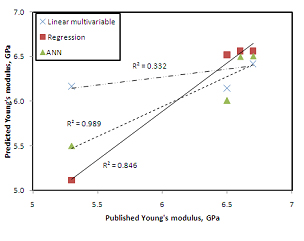 Linear multivariable
Regression
ANN
R² = 0.332
R² = 0.989
R² = 0.846
Predicted Young's modulus, GPa
7.0
6.5
6.0
5.5
5.0
5
5.5
6
6.5
7
Published Young's modulus, GPa